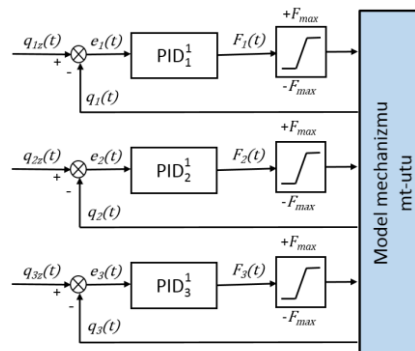 +Fmax
q1z(t) e1(t) PID₁¹ F1(t)
+
-
q1(t) -Fmax
+Fmax
q2z(t) e2(t) PID₂¹ F2(t)
+
-
q2(t) -Fmax
+Fmax
q3z(t) e3(t) PID₃¹ F3(t)
+
-
q3(t) -Fmax
Model mechanizmu
mt-utu